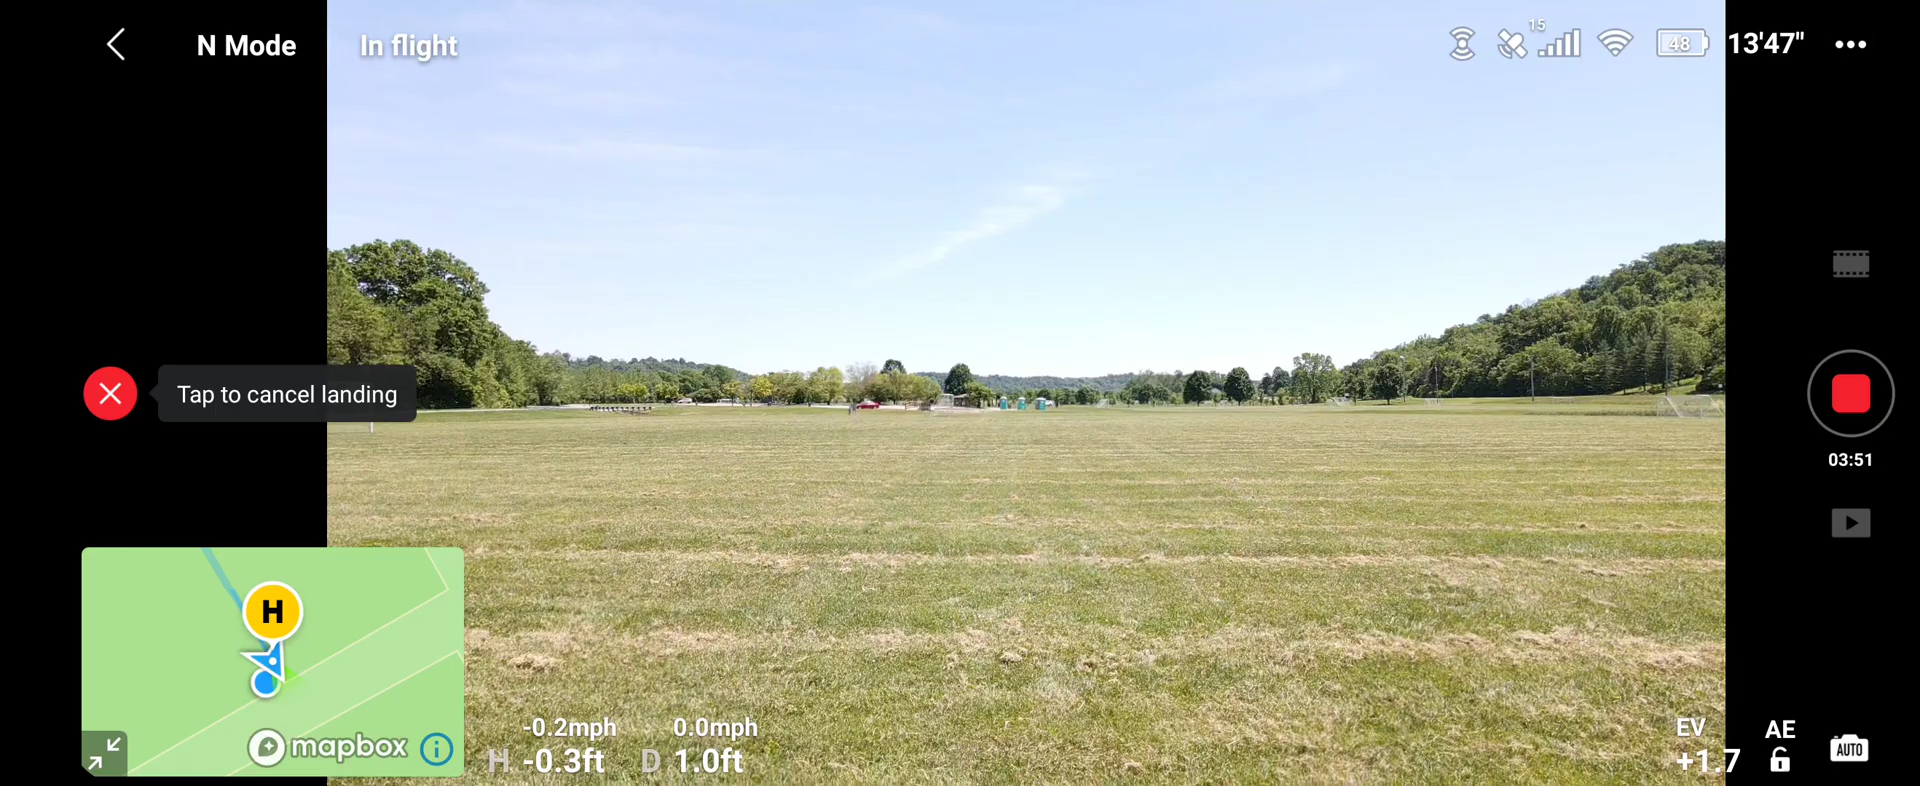 N Mode
In flight
15
48
13'47"
Tap to cancel landing
03:51
H
mapbox
i
-0.2mph 0.0mph
H -0.3ft D 1.0ft
EV
+1.7
AE
AUTO